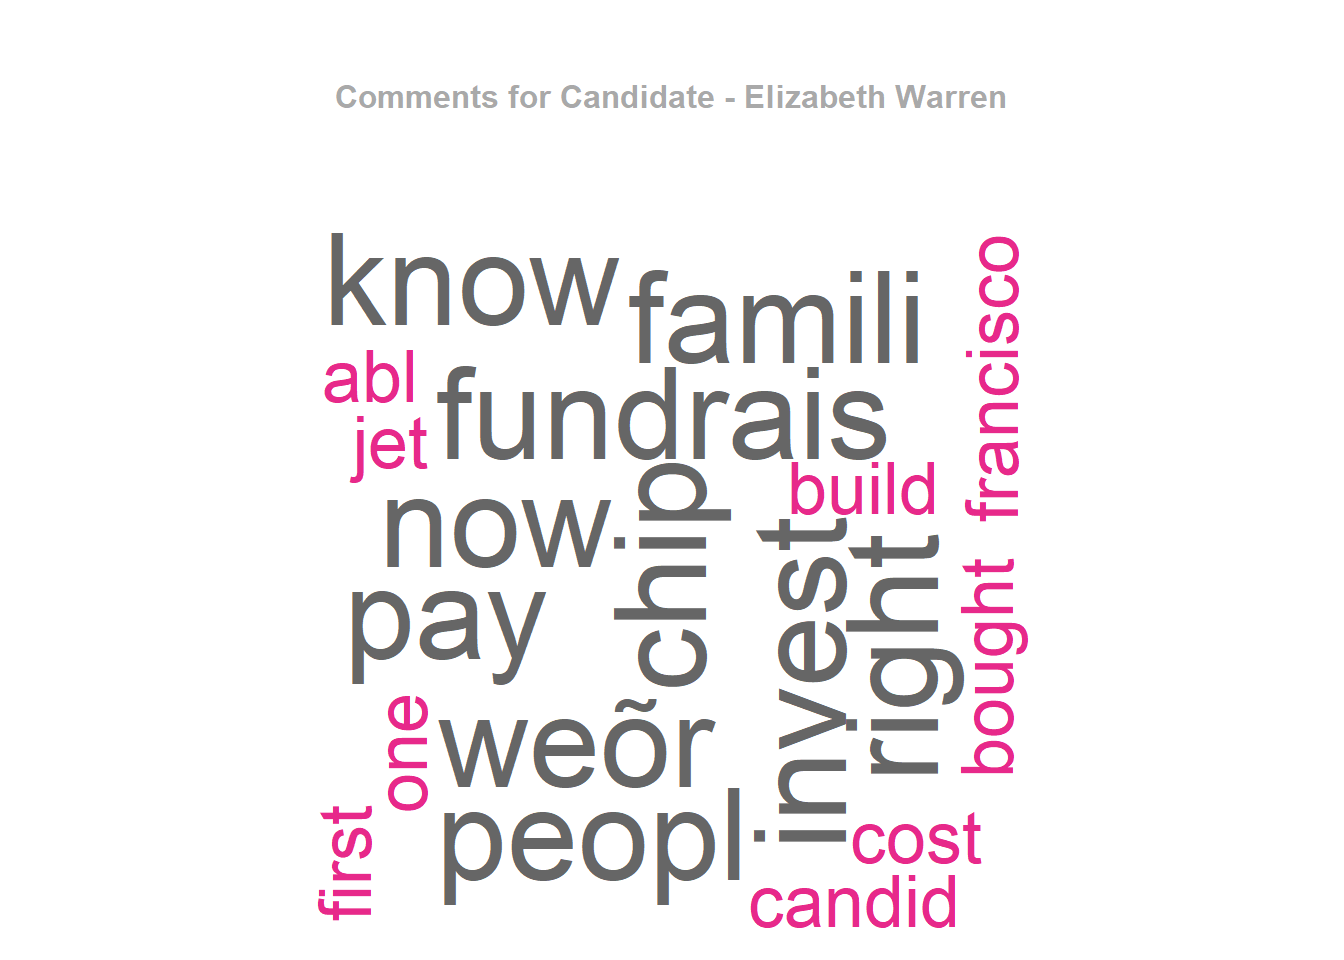 Comments for Candidate - Elizabeth Warren
know
famili
francisco
abl
fundrais
jet
build
now
chip
invest
right
pay
bought
one
weõr
peopl
first
cost
candid